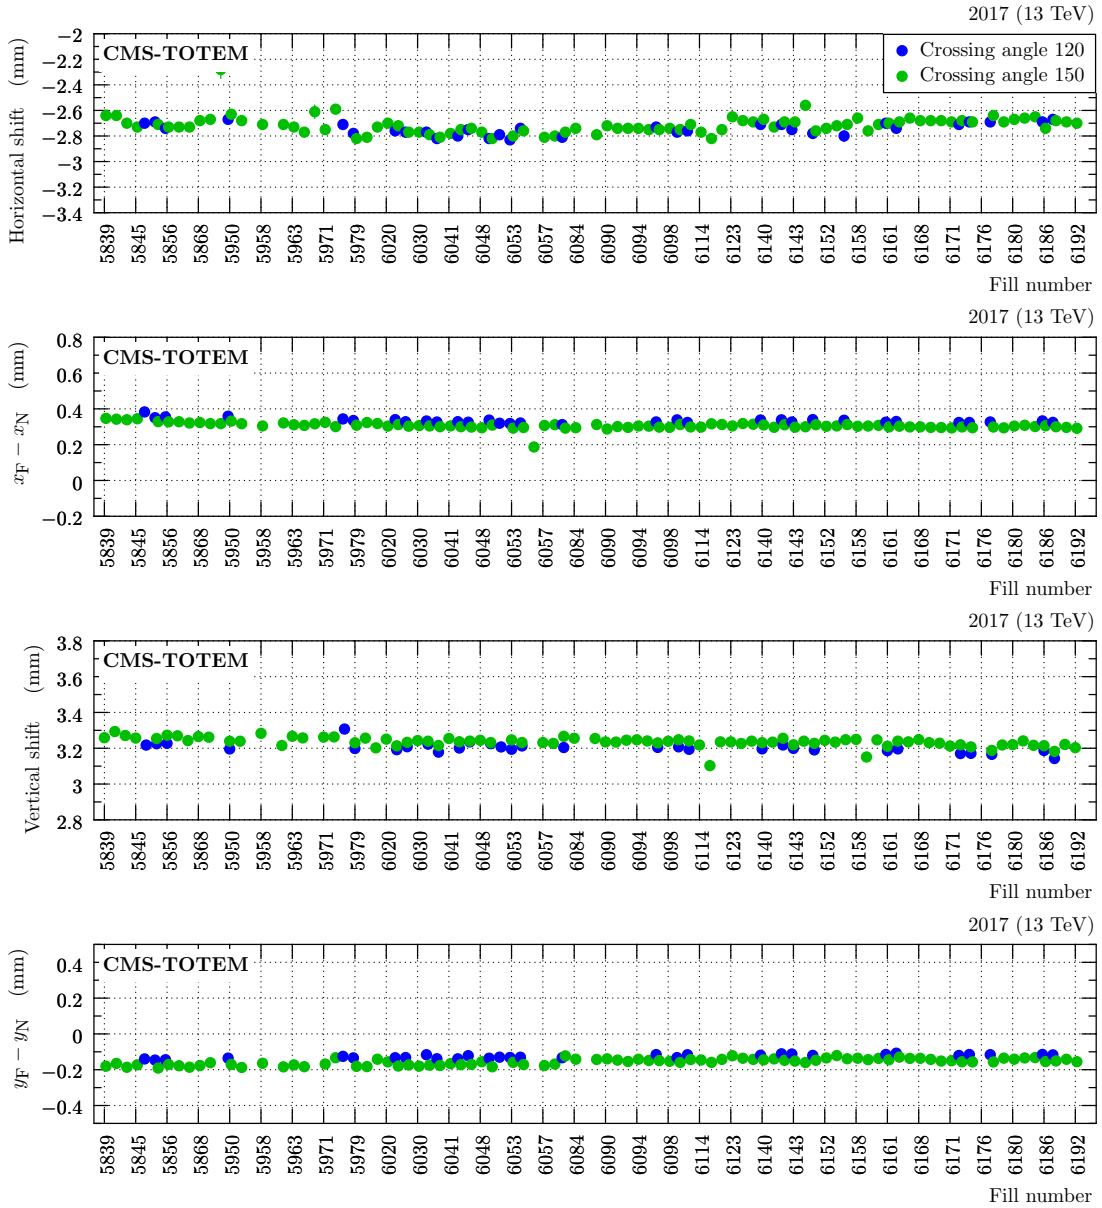 2017 (13 TeV)
Horizontal shift (mm)
CMS-TOTEM
Crossing angle 120
Crossing angle 150
−2
−2.2
−2.4
−2.6
−2.8
−3
−3.2
−3.4
5839 5845 5856 5868 5950 5958 5963 5971 5979 6020 6030 6041 6048 6053 6057 6084 6090 6094 6098 6114 6123 6140 6143 6152 6158 6161 6168 6171 6176 6180 6186 6192
Fill number
2017 (13 TeV)
xF − xN (mm)
CMS-TOTEM
0.8
0.6
0.4
0.2
0
−0.2
5839 5845 5856 5868 5950 5958 5963 5971 5979 6020 6030 6041 6048 6053 6057 6084 6090 6094 6098 6114 6123 6140 6143 6152 6158 6161 6168 6171 6176 6180 6186 6192
Fill number
2017 (13 TeV)
Vertical shift (mm)
CMS-TOTEM
3.8
3.6
3.4
3.2
3
2.8
5839 5845 5856 5868 5950 5958 5963 5971 5979 6020 6030 6041 6048 6053 6057 6084 6090 6094 6098 6114 6123 6140 6143 6152 6158 6161 6168 6171 6176 6180 6186 6192
Fill number
2017 (13 TeV)
yF − yN (mm)
CMS-TOTEM
0.4
0.2
0
−0.2
−0.4
5839 5845 5856 5868 5950 5958 5963 5971 5979 6020 6030 6041 6048 6053 6057 6084 6090 6094 6098 6114 6123 6140 6143 6152 6158 6161 6168 6171 6176 6180 6186 6192
Fill number